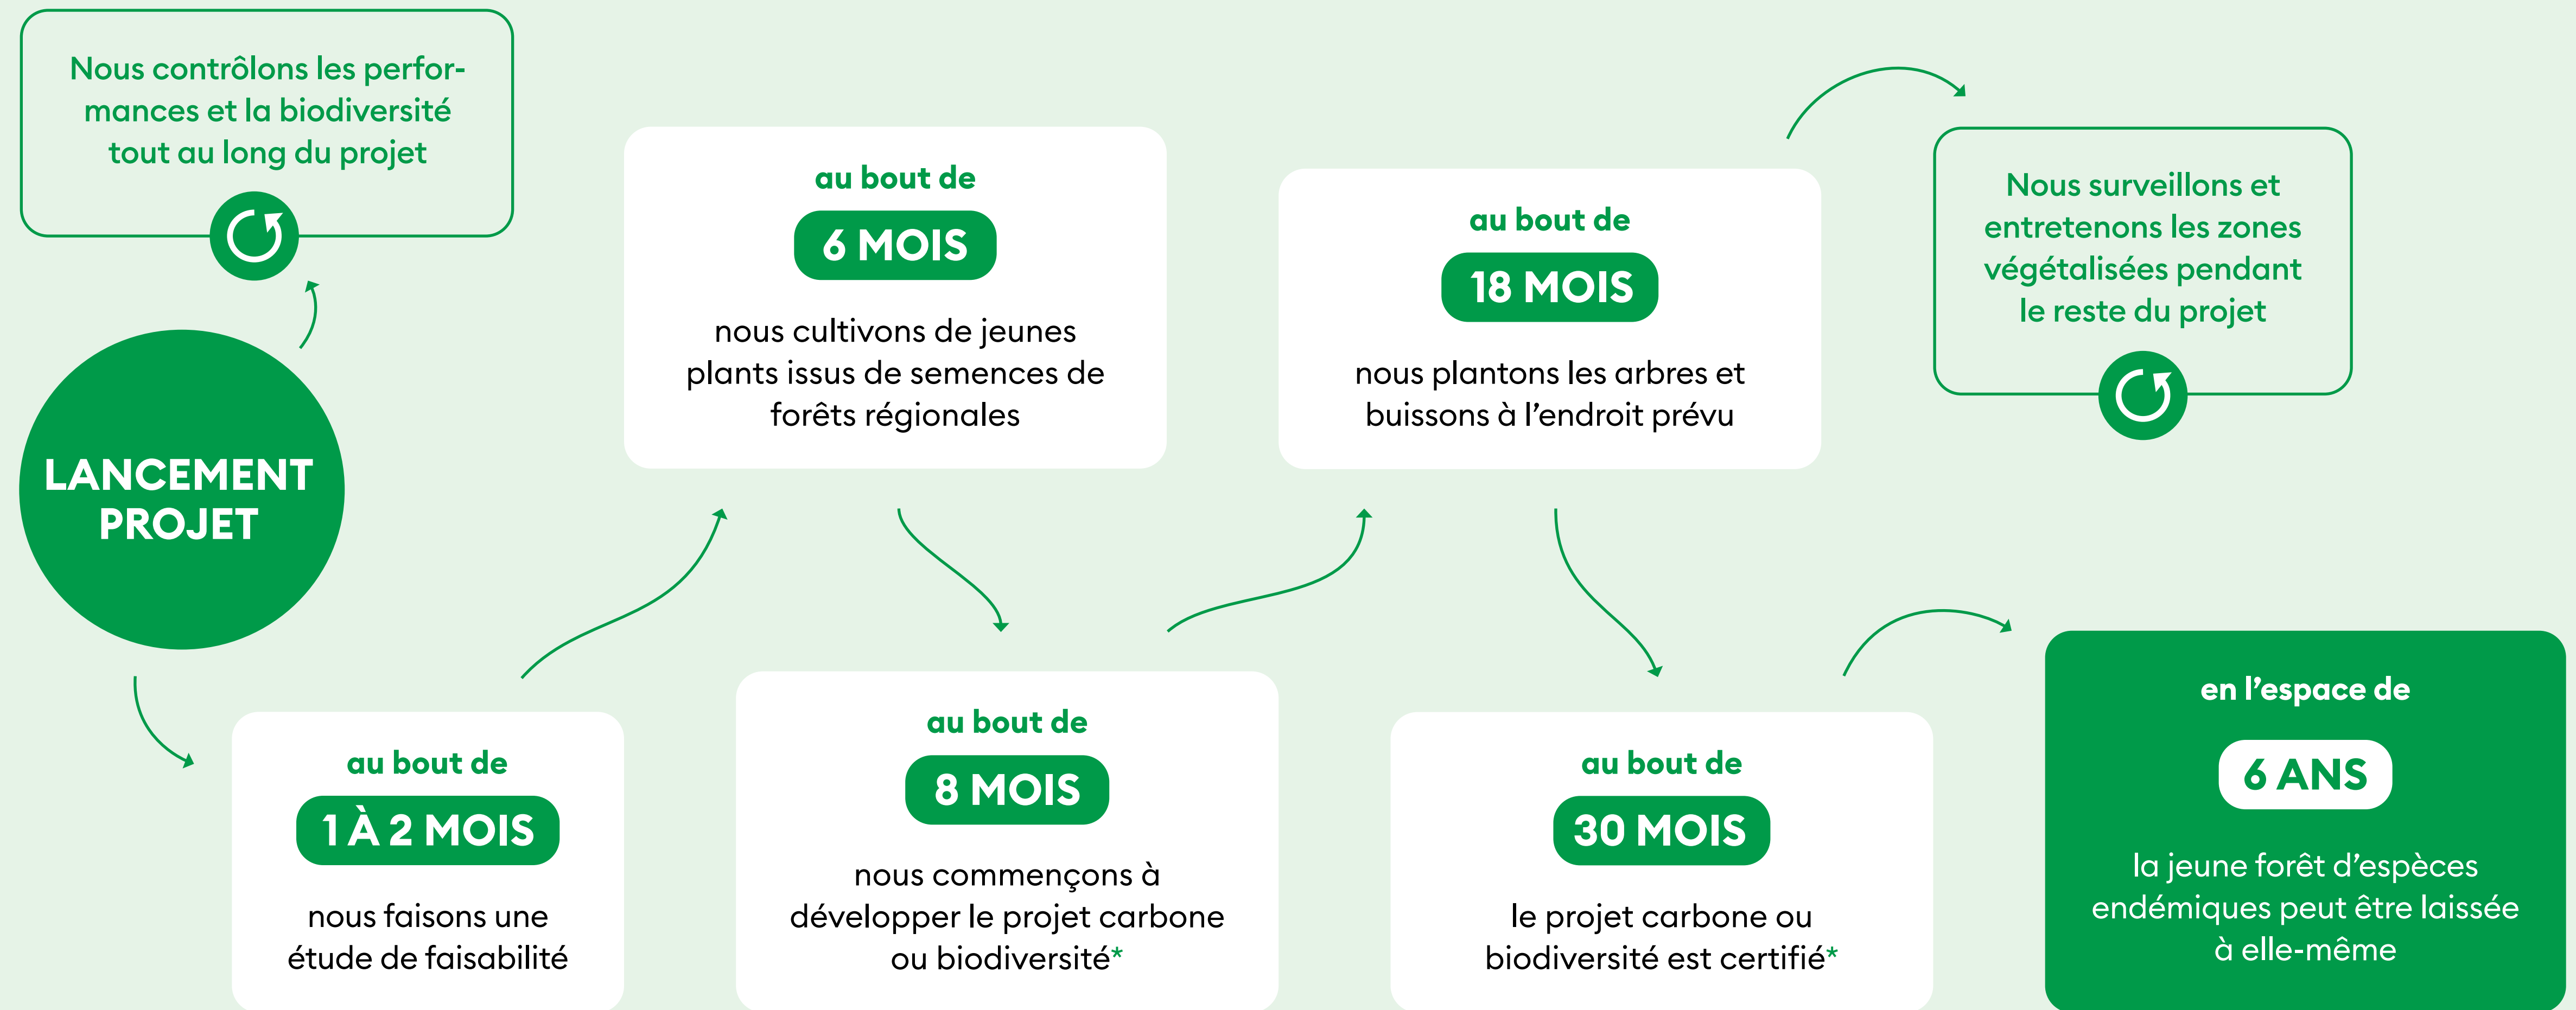 Nous contrôlons les perfor-
mances et la biodiversité
tout au long du projet
LANCEMENT
PROJET
au bout de
1 À 2 MOIS
nous faisons une
étude de faisabilité
au bout de
6 MOIS
nous cultivons de jeunes
plants issus de semences de
forêts régionales
au bout de
8 MOIS
nous commençons à
développer le projet carbone
ou biodiversité*
au bout de
18 MOIS
nous plantons les arbres et
buissons à l’endroit prévu
Nous surveillons et
entretenons les zones
végétalisées pendant
le reste du projet
au bout de
30 MOIS
le projet carbone ou
biodiversité est certifié*
en l’espace de
6 ANS
la jeune forêt d’espèces
endémiques peut être laissée
à elle-même